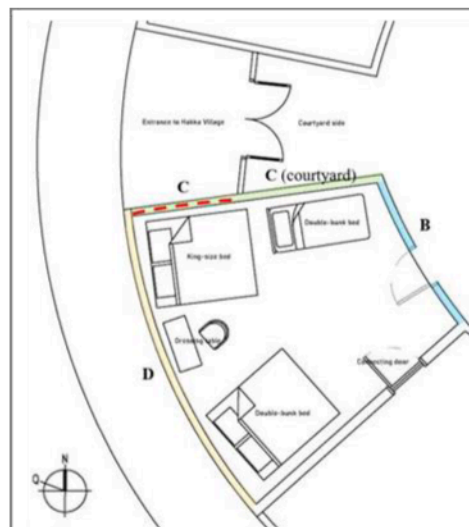 Entrance to Hakka Village
Courtyard side
C
C (courtyard)
Double-bunk bed
B
King-size bed
Dressing table
Connecting door
D
Double-bunk bed
N
Q